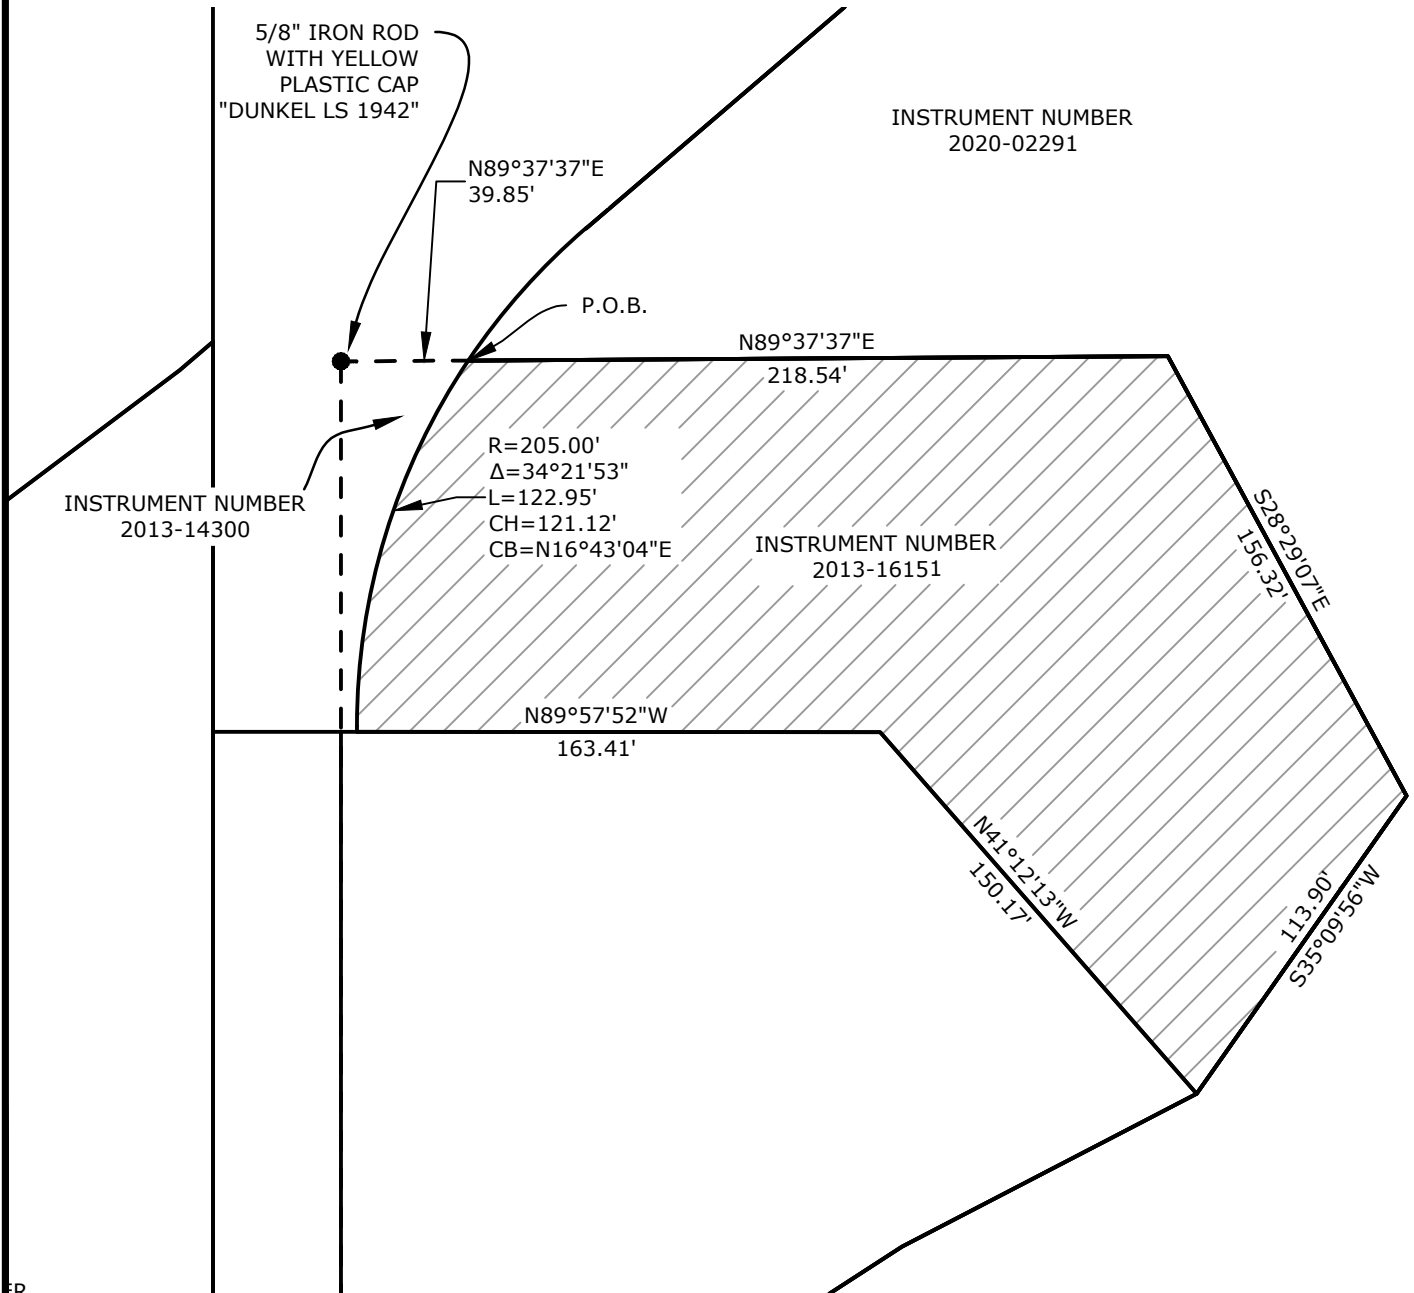 5/8" IRON ROD
WITH YELLOW
PLASTIC CAP
"DUNKEL LS 1942"
INSTRUMENT NUMBER
2020-02291
N89°37'37"E
39.85'
P.O.B.
N89°37'37"E
218.54'
R=205.00'
Δ=34°21'53"
L=122.95'
CH=121.12'
CB=N16°43'04"E
INSTRUMENT NUMBER
2013-14300
INSTRUMENT NUMBER
2013-16151
S28°29'07"E
156.32'
N89°57'52"W
163.41'
N41°12'13"W
150.17'
113.90'
S35°09'56"W